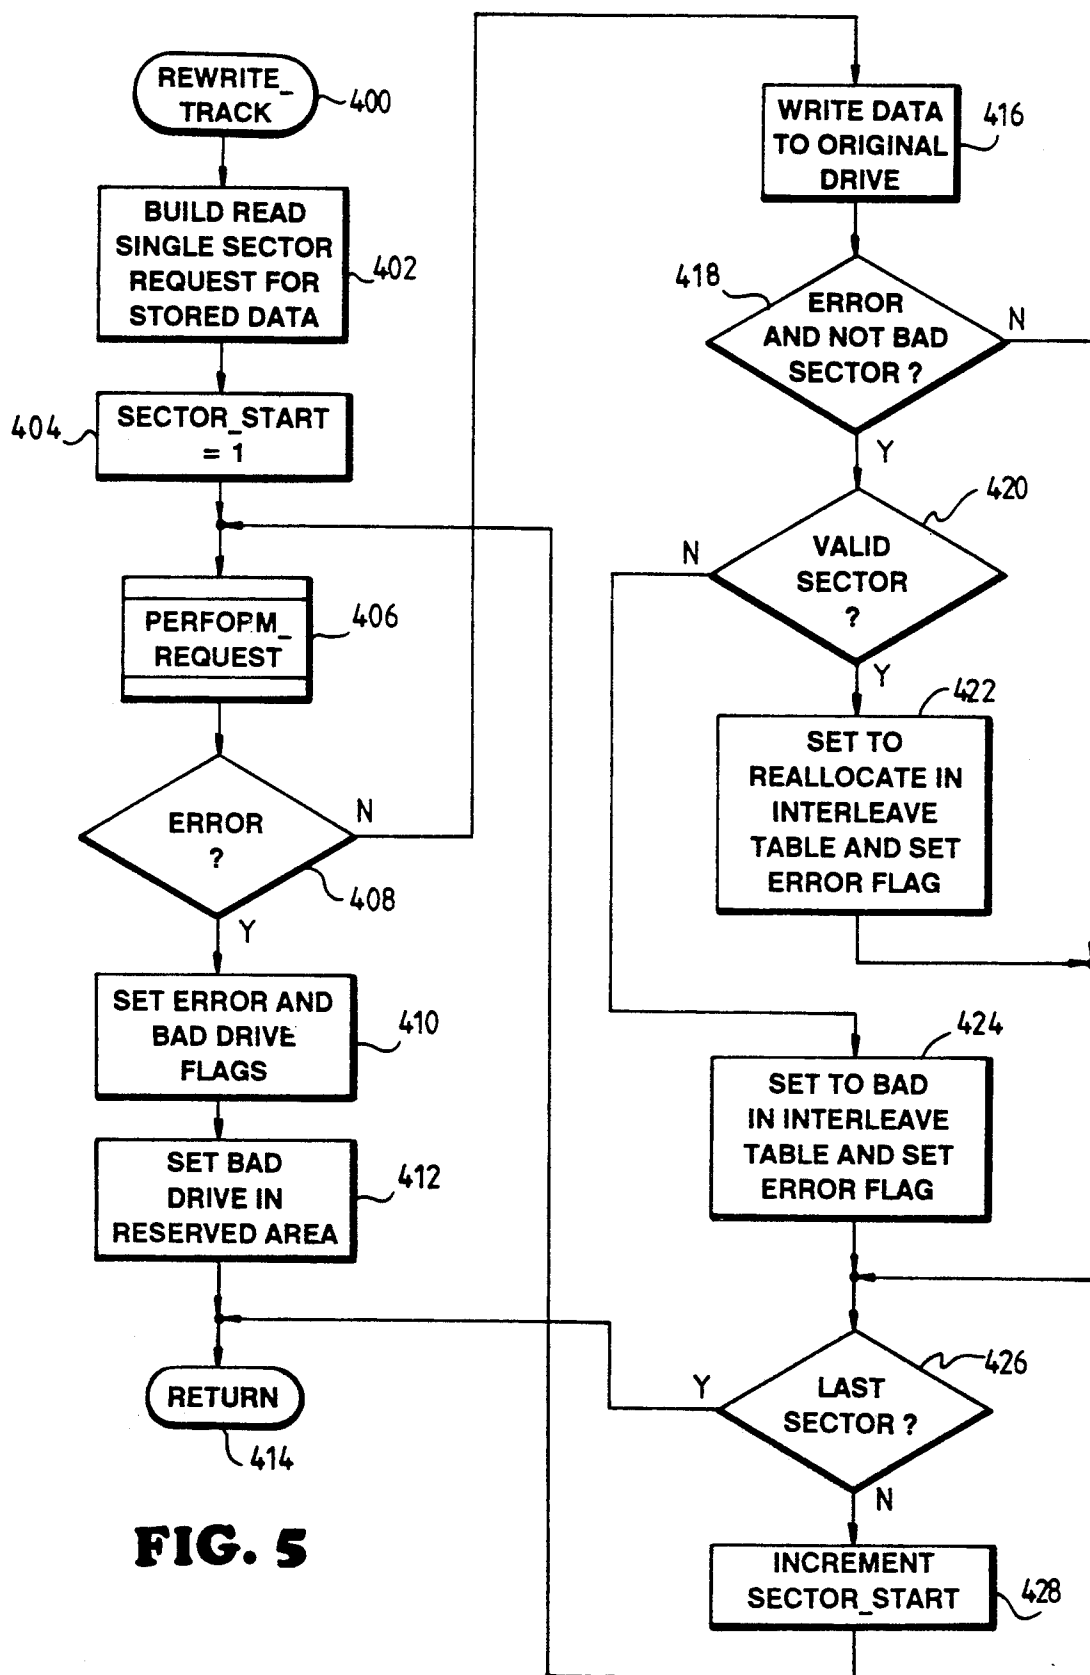 REWRITE_
TRACK
400
BUILD READ
SINGLE SECTOR
REQUEST FOR
STORED DATA
402
SECTOR_START
= 1
404
PERFOPM_
REQUEST
406
ERROR
?
N
408
Y
SET ERROR AND
BAD DRIVE
FLAGS
410
SET BAD
DRIVE IN
RESERVED AREA
412
RETURN
414
FIG. 5
WRITE DATA
TO ORIGINAL
DRIVE
416
418
ERROR
AND NOT BAD
SECTOR ?
N
Y
420
VALID
SECTOR
?
N
Y
422
SET TO
REALLOCATE IN
INTERLEAVE
TABLE AND SET
ERROR FLAG
424
SET TO BAD
IN INTERLEAVE
TABLE AND SET
ERROR FLAG
426
LAST
SECTOR ?
Y
N
INCREMENT
SECTOR_START
428